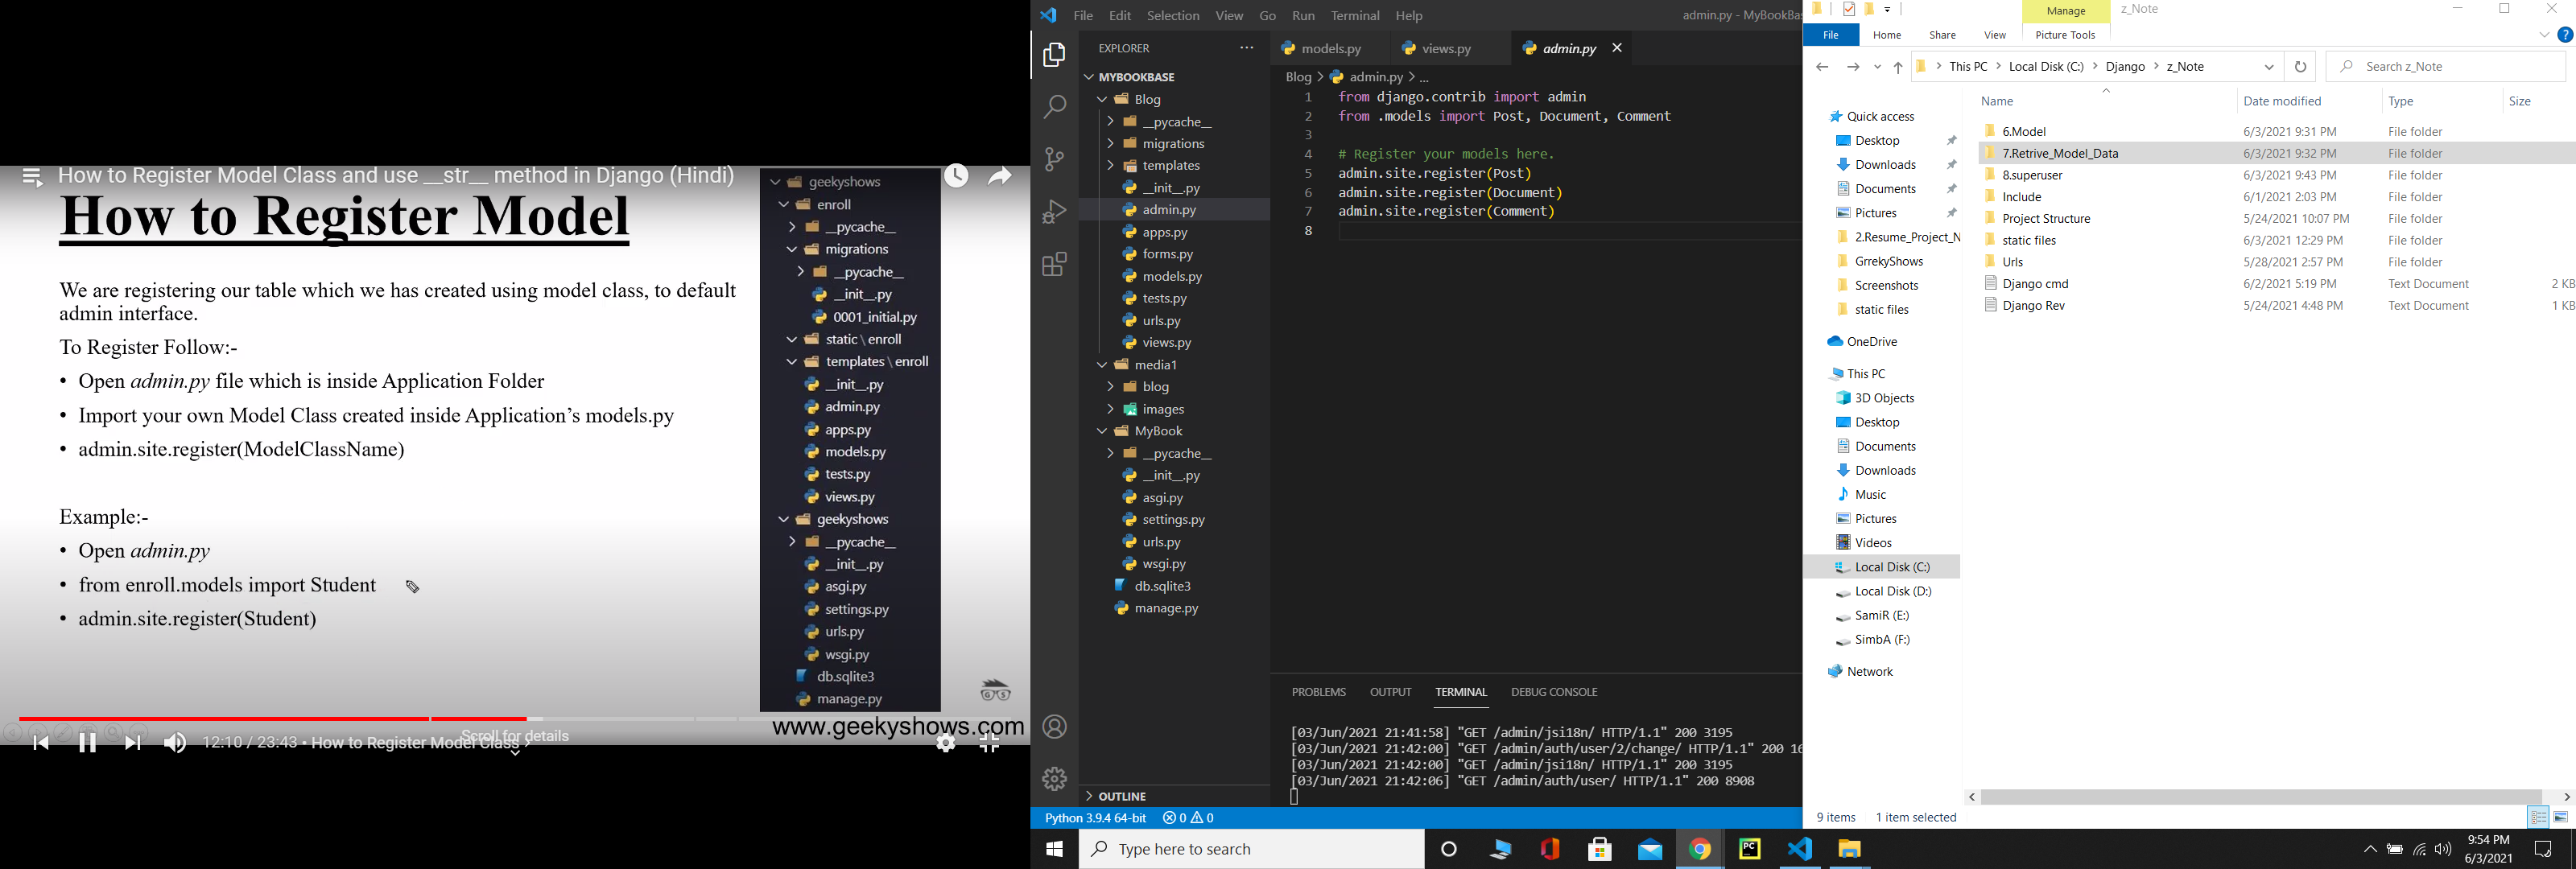 How to Register Model Class and use __str__ method in Django (Hindi)
How to Register Model
We are registering our table which we has created using model class, to default
admin interface.
To Register Follow:-
• Open admin.py file which is inside Application Folder
• Import your own Model Class created inside Application's models.py
• admin.site.register(ModelClassName)
Example:-
• Open admin.py
• from enroll.models import Student
• admin.site.register(Student)
geekyshows
enroll
__pycache__
migrations
__pycache__
__init__.py
0001_initial.py
static \ enroll
templates \ enroll
__init__.py
admin.py
apps.py
models.py
tests.py
views.py
geekyshows
__pycache__
__init__.py
asgi.py
settings.py
urls.py
wsgi.py
db.sqlite3
manage.py
G S
www.geekyshows.com
Scroll for details
12:10 / 23:43 • How to Register Model Class
File Edit Selection View Go Run Terminal Help
admin.py - MyBookBas
EXPLORER
MYBOOKBASE
Blog
__pycache__
migrations
templates
__init__.py
admin.py
apps.py
forms.py
models.py
tests.py
urls.py
views.py
media1
blog
images
MyBook
__pycache__
__init__.py
asgi.py
settings.py
urls.py
wsgi.py
db.sqlite3
manage.py
OUTLINE
models.py views.py admin.py
Blog > admin.py > ...
1 from django.contrib import admin
2 from .models import Post, Document, Comment
3
4 # Register your models here.
5 admin.site.register(Post)
6 admin.site.register(Document)
7 admin.site.register(Comment)
8
PROBLEMS OUTPUT TERMINAL DEBUG CONSOLE
[03/Jun/2021 21:41:58] "GET /admin/jsi18n/ HTTP/1.1" 200 3195
[03/Jun/2021 21:42:00] "GET /admin/auth/user/2/change/ HTTP/1.1" 200 16
[03/Jun/2021 21:42:00] "GET /admin/jsi18n/ HTTP/1.1" 200 3195
[03/Jun/2021 21:42:06] "GET /admin/auth/user/ HTTP/1.1" 200 8908
Python 3.9.4 64-bit 0 0
Manage z_Note
File Home Share View Picture Tools
This PC > Local Disk (C:) > Django > z_Note
Search z_Note
Quick access
Desktop
Downloads
Documents
Pictures
2.Resume_Project_N
GrrekyShows
Screenshots
static files
OneDrive
This PC
3D Objects
Desktop
Documents
Downloads
Music
Pictures
Videos
Local Disk (C:)
Local Disk (D:)
SamiR (E:)
SimbA (F:)
Network
Name Date modified Type Size
6.Model 6/3/2021 9:31 PM File folder
7.Retrive_Model_Data 6/3/2021 9:32 PM File folder
8.superuser 6/3/2021 9:43 PM File folder
Include 6/1/2021 2:03 PM File folder
Project Structure 5/24/2021 10:07 PM File folder
static files 6/3/2021 12:29 PM File folder
Urls 5/28/2021 2:57 PM File folder
Django cmd 6/2/2021 5:19 PM Text Document 2 KB
Django Rev 5/24/2021 4:48 PM Text Document 1 KB
9 items 1 item selected
Type here to search
PC
9:54 PM
6/3/2021